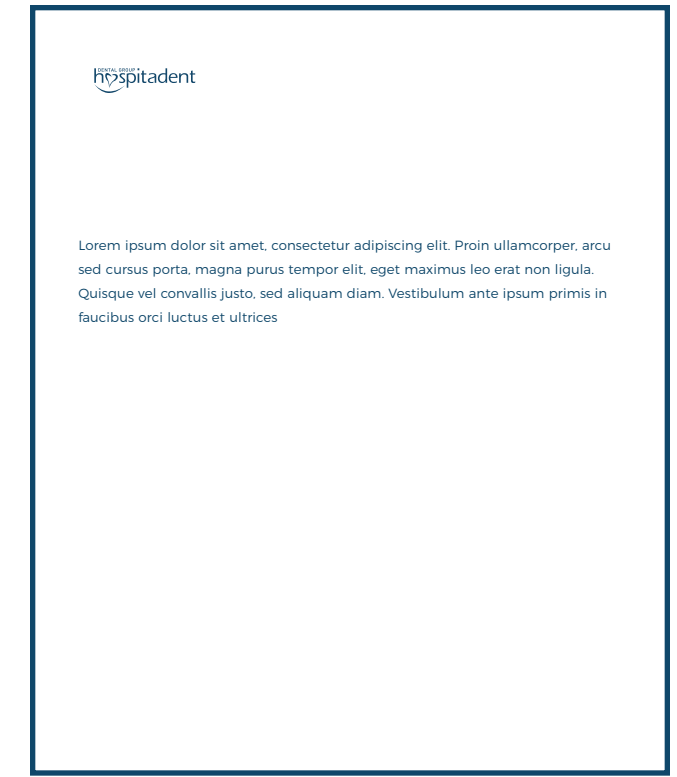 DENTAL GROUP
hospitadent
Lorem ipsum dolor sit amet, consectetur adipiscing elit. Proin ullamcorper, arcu
sed cursus porta, magna purus tempor elit, eget maximus leo erat non ligula.
Quisque vel convallis justo, sed aliquam diam. Vestibulum ante ipsum primis in
faucibus orci luctus et ultrices